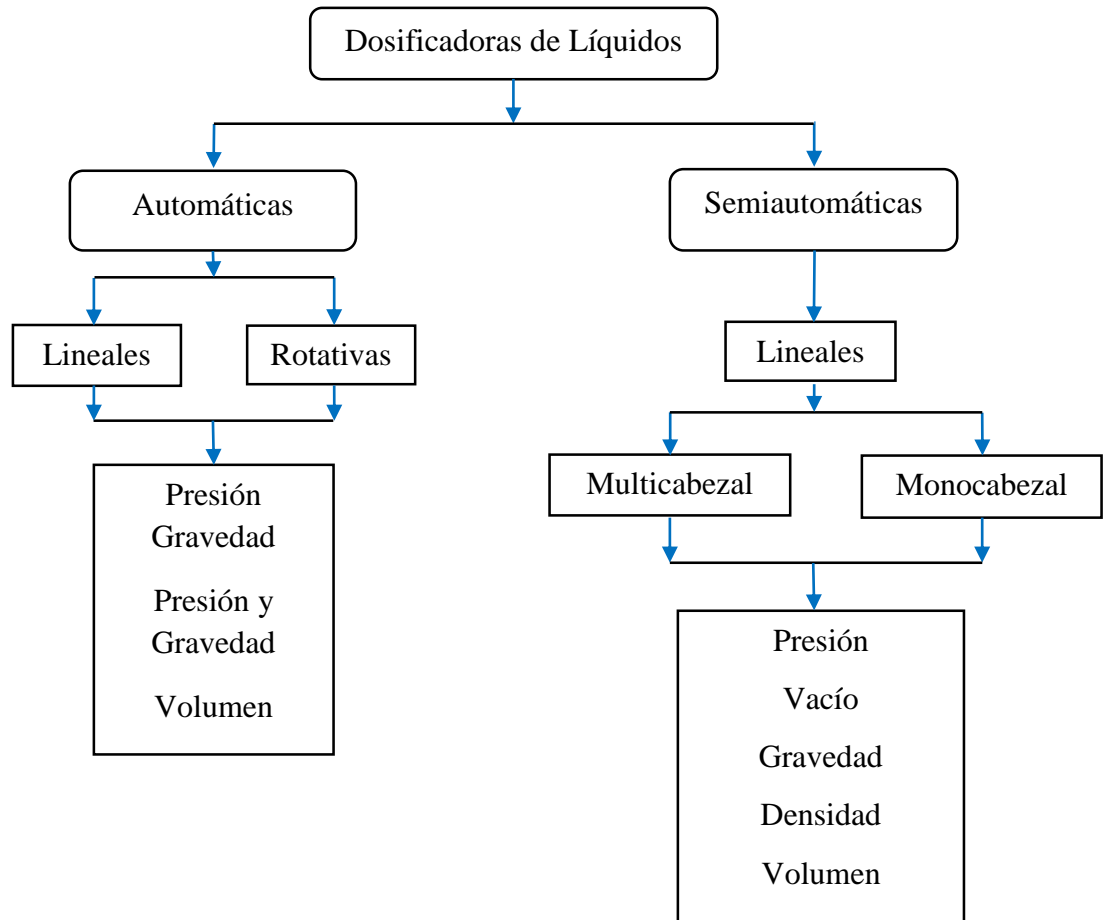 Dosificadoras de Líquidos
Automáticas
Semiautomáticas
Lineales
Rotativas
Lineales
Multicabezal
Monocabezal
Presión
Gravedad
Presión y
Gravedad
Volumen
Presión
Vacío
Gravedad
Densidad
Volumen